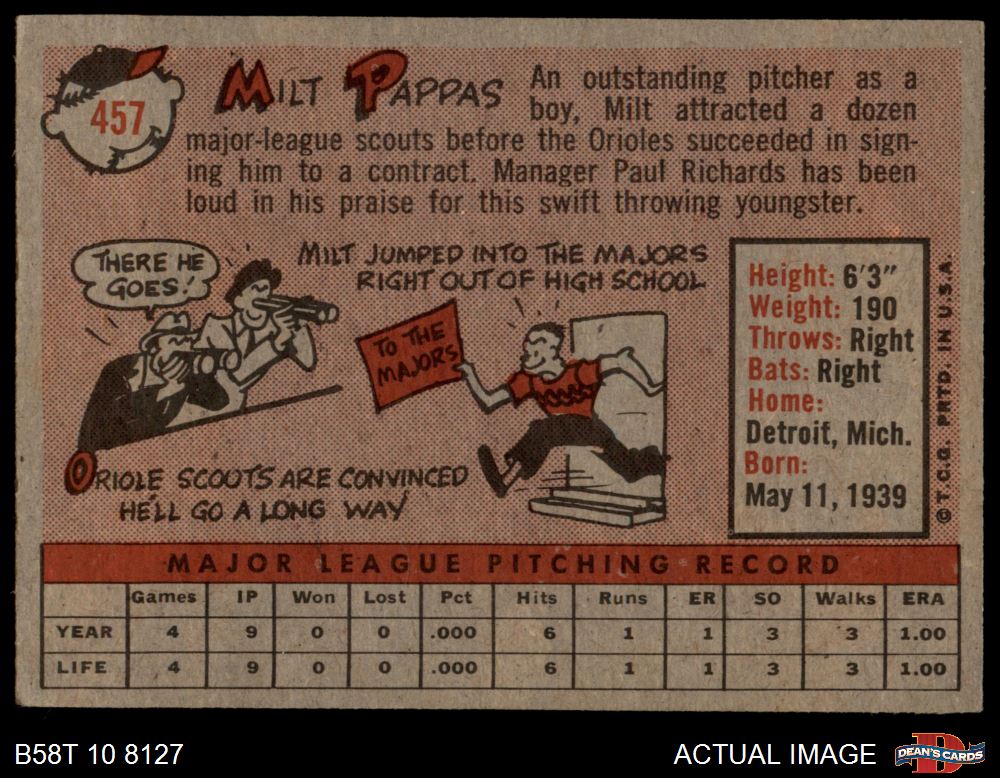 457
MILT PAPPAS
An outstanding pitcher as a
boy, Milt attracted a dozen
major-league scouts before the Orioles succeeded in sign-
ing him to a contract. Manager Paul Richards has been
loud in his praise for this swift throwing youngster.
THERE HE
GOES!
MILT JUMPED INTO THE MAJORS
RIGHT OUT OF HIGH SCHOOL
TO THE
MAJORS
ORIOLE SCOUTS ARE CONVINCED
HE'LL GO A LONG WAY
Height: 6'3"
Weight: 190
Throws: Right
Bats: Right
Home:
Detroit, Mich.
Born:
May 11, 1939
© T.C.G. PRTD. IN U.S.A.
MAJOR LEAGUE PITCHING RECORD
Games IP Won Lost Pct Hits Runs ER SO Walks ERA
YEAR 4 9 0 0 .000 6 1 1 3 3 1.00
LIFE 4 9 0 0 .000 6 1 1 3 3 1.00
B58T 10 8127
ACTUAL IMAGE
DEAN'S CARDS